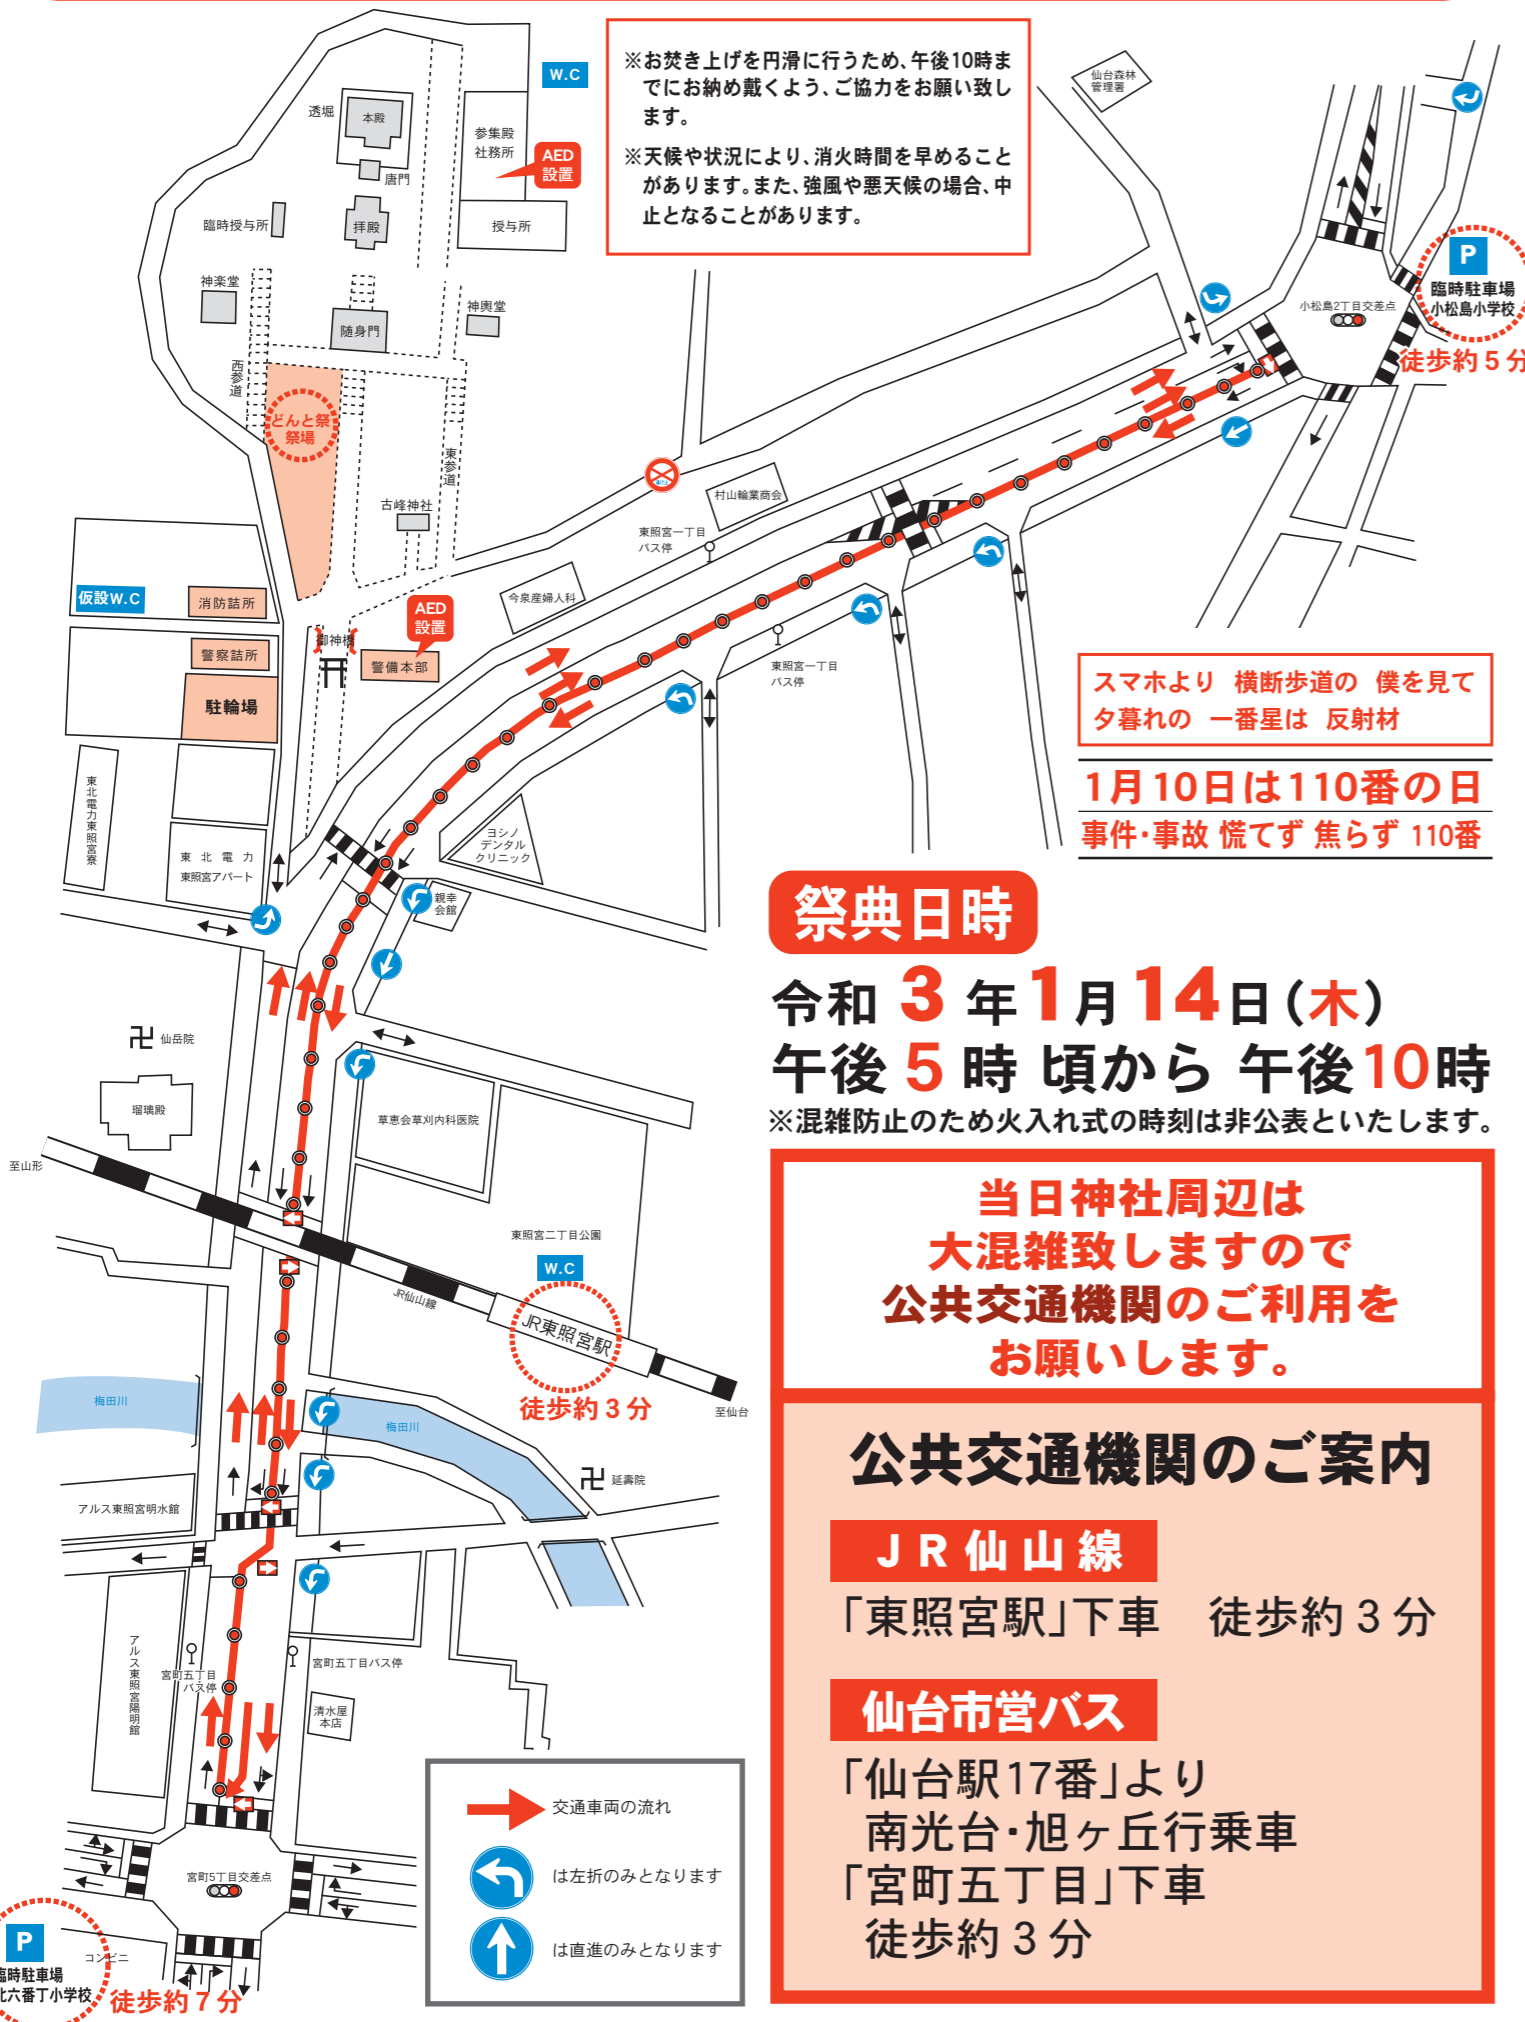 ※お焚き上げを円滑に行うため、午後10時ま
でにお納め戴くよう、ご協力をお願い致し
ます。
※天候や状況により、消火時間を早めること
があります。また、強風や悪天候の場合、中
止となることがあります。
W.C
透堀
本殿
唐門
参集殿
社務所
AED
設置
臨時授与所
拝殿
授与所
神楽堂
随身門
神輿堂
西参道
どんと祭
祭場
東参道
古峰神社
仮設W.C
消防詰所
警察詰所
駐輪場
御神橋
AED
設置
警備本部
東北電力東照宮寮
東北電力
東照宮アパート
仙台森林
管理署
小松島2丁目交差点
P
臨時駐車場
小松島小学校
徒歩約5分
村山輪業商会
東照宮一丁目
バス停
今泉産婦人科
東照宮一丁目
バス停
ヨシノ
デンタル
クリニック
親幸
会館
スマホより 横断歩道の 僕を見て
夕暮れの 一番星は 反射材
1月10日は110番の日
事件・事故 慌てず 焦らず 110番
祭典日時
令和3年1月14日(木)
午後5時 頃から 午後10時
※混雑防止のため火入れ式の時刻は非公表といたします。
卍 仙岳院
瑠璃殿
草恵会草刈内科医院
至山形
東照宮二丁目公園
W.C
JR仙山線
JR東照宮駅
徒歩約3分
至仙台
梅田川
梅田川
卍 延壽院
アルス東照宮明水館
アルス東照宮陽明館
宮町五丁目
バス停
宮町五丁目バス停
清水屋
本店
宮町5丁目交差点
P
臨時駐車場
北六番丁小学校
コンビニ
徒歩約7分
交通車両の流れ
は左折のみとなります
は直進のみとなります
当日神社周辺は
大混雑致しますので
公共交通機関のご利用を
お願いします。
公共交通機関のご案内
JR仙山線
「東照宮駅」下車 徒歩約3分
仙台市営バス
「仙台駅17番」より
南光台・旭ヶ丘行乗車
「宮町五丁目」下車
徒歩約3分